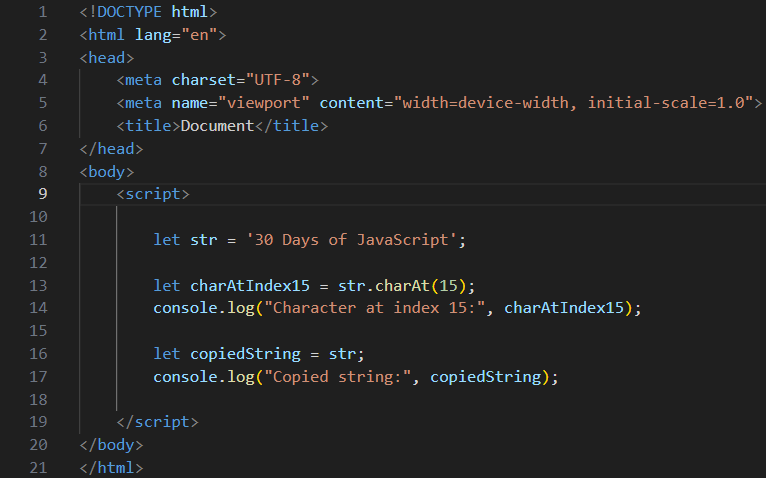 1 <!DOCTYPE html>
2 <html lang="en">
3 <head>
4     <meta charset="UTF-8">
5     <meta name="viewport" content="width=device-width, initial-scale=1.0">
6     <title>Document</title>
7 </head>
8 <body>
9     <script>
10
11         let str = '30 Days of JavaScript';
12
13         let charAtIndex15 = str.charAt(15);
14         console.log("Character at index 15:", charAtIndex15);
15
16         let copiedString = str;
17         console.log("Copied string:", copiedString);
18
19     </script>
20 </body>
21 </html>